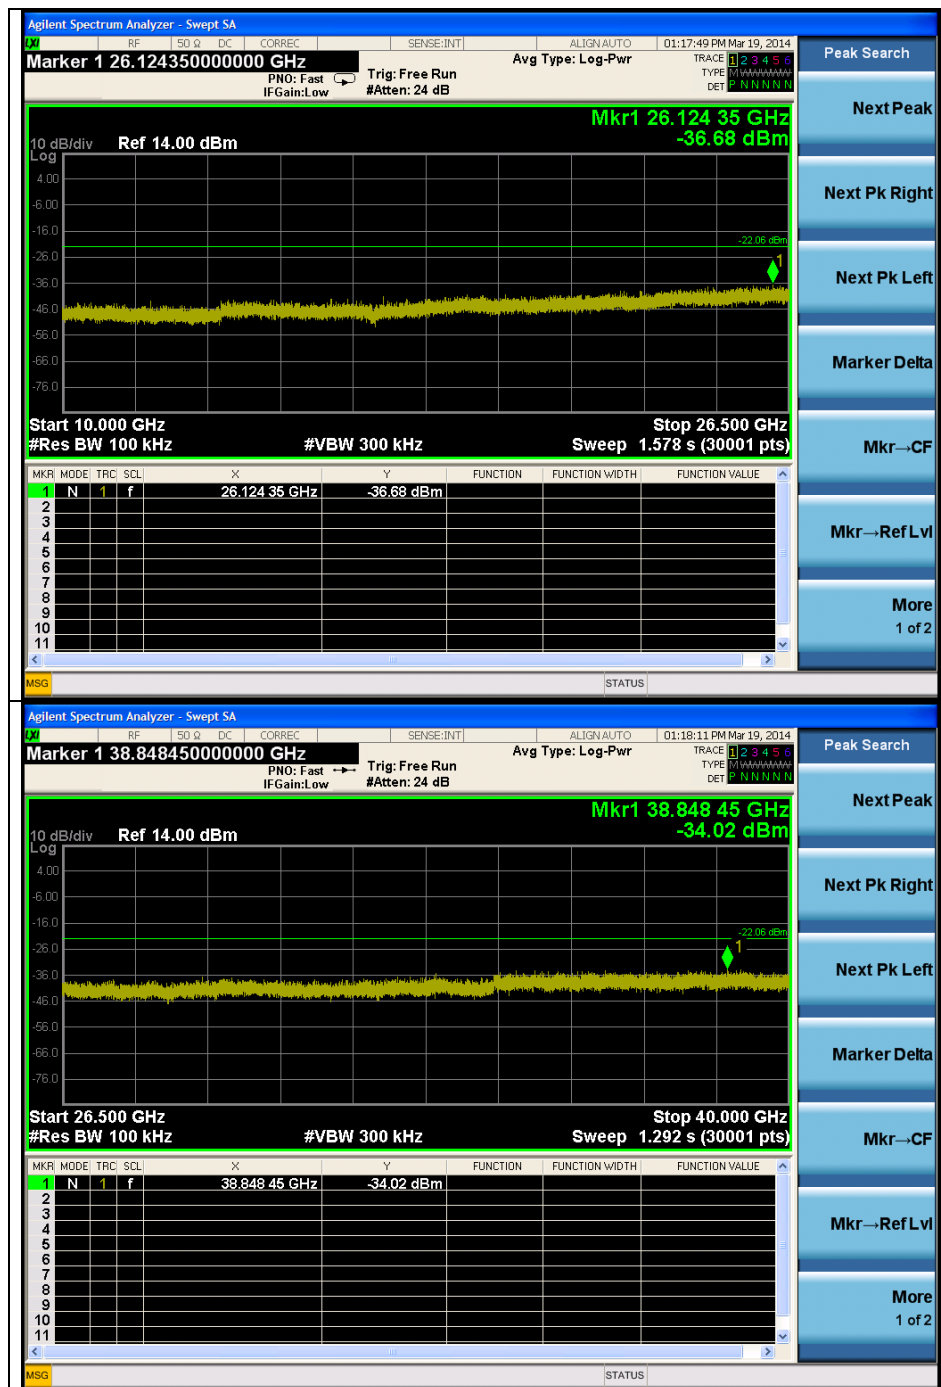 Agilent Spectrum Analyzer - Swept SA
LXI RF 50 Ω DC CORREC SENSE:INT ALIGNAUTO 01:17:49 PM Mar 19, 2014
Marker 1 26.124350000000 GHz
PNO: Fast
IFGain:Low
Trig: Free Run
#Atten: 24 dB
Avg Type: Log-Pwr
TRACE 1 2 3 4 5 6
TYPE M
DET P N N N N N
Mkr1 26.124 35 GHz
-36.68 dBm
10 dB/div Ref 14.00 dBm
Log
4.00
-6.00
-16.0
-22.06 dBm
-26.0
1
-36.0
-46.0
-56.0
-66.0
-76.0
Start 10.000 GHz Stop 26.500 GHz
#Res BW 100 kHz #VBW 300 kHz Sweep 1.578 s (30001 pts)
MKR MODE TRC SCL X Y FUNCTION FUNCTION WIDTH FUNCTION VALUE
1 N 1 f 26.124 35 GHz -36.68 dBm
2
3
4
5
6
7
8
9
10
11
MSG STATUS
Peak Search
Next Peak
Next Pk Right
Next Pk Left
Marker Delta
Mkr→CF
Mkr→Ref Lvl
More
1 of 2
Agilent Spectrum Analyzer - Swept SA
LXI RF 50 Ω DC CORREC SENSE:INT ALIGNAUTO 01:18:11 PM Mar 19, 2014
Marker 1 38.848450000000 GHz
PNO: Fast
IFGain:Low
Trig: Free Run
#Atten: 24 dB
Avg Type: Log-Pwr
TRACE 1 2 3 4 5 6
TYPE M
DET P N N N N N
Mkr1 38.848 45 GHz
-34.02 dBm
10 dB/div Ref 14.00 dBm
Log
4.00
-6.00
-16.0
-22.06 dBm
-26.0
1
-36.0
-46.0
-56.0
-66.0
-76.0
Start 26.500 GHz Stop 40.000 GHz
#Res BW 100 kHz #VBW 300 kHz Sweep 1.292 s (30001 pts)
MKR MODE TRC SCL X Y FUNCTION FUNCTION WIDTH FUNCTION VALUE
1 N 1 f 38.848 45 GHz -34.02 dBm
2
3
4
5
6
7
8
9
10
11
MSG STATUS
Peak Search
Next Peak
Next Pk Right
Next Pk Left
Marker Delta
Mkr→CF
Mkr→Ref Lvl
More
1 of 2